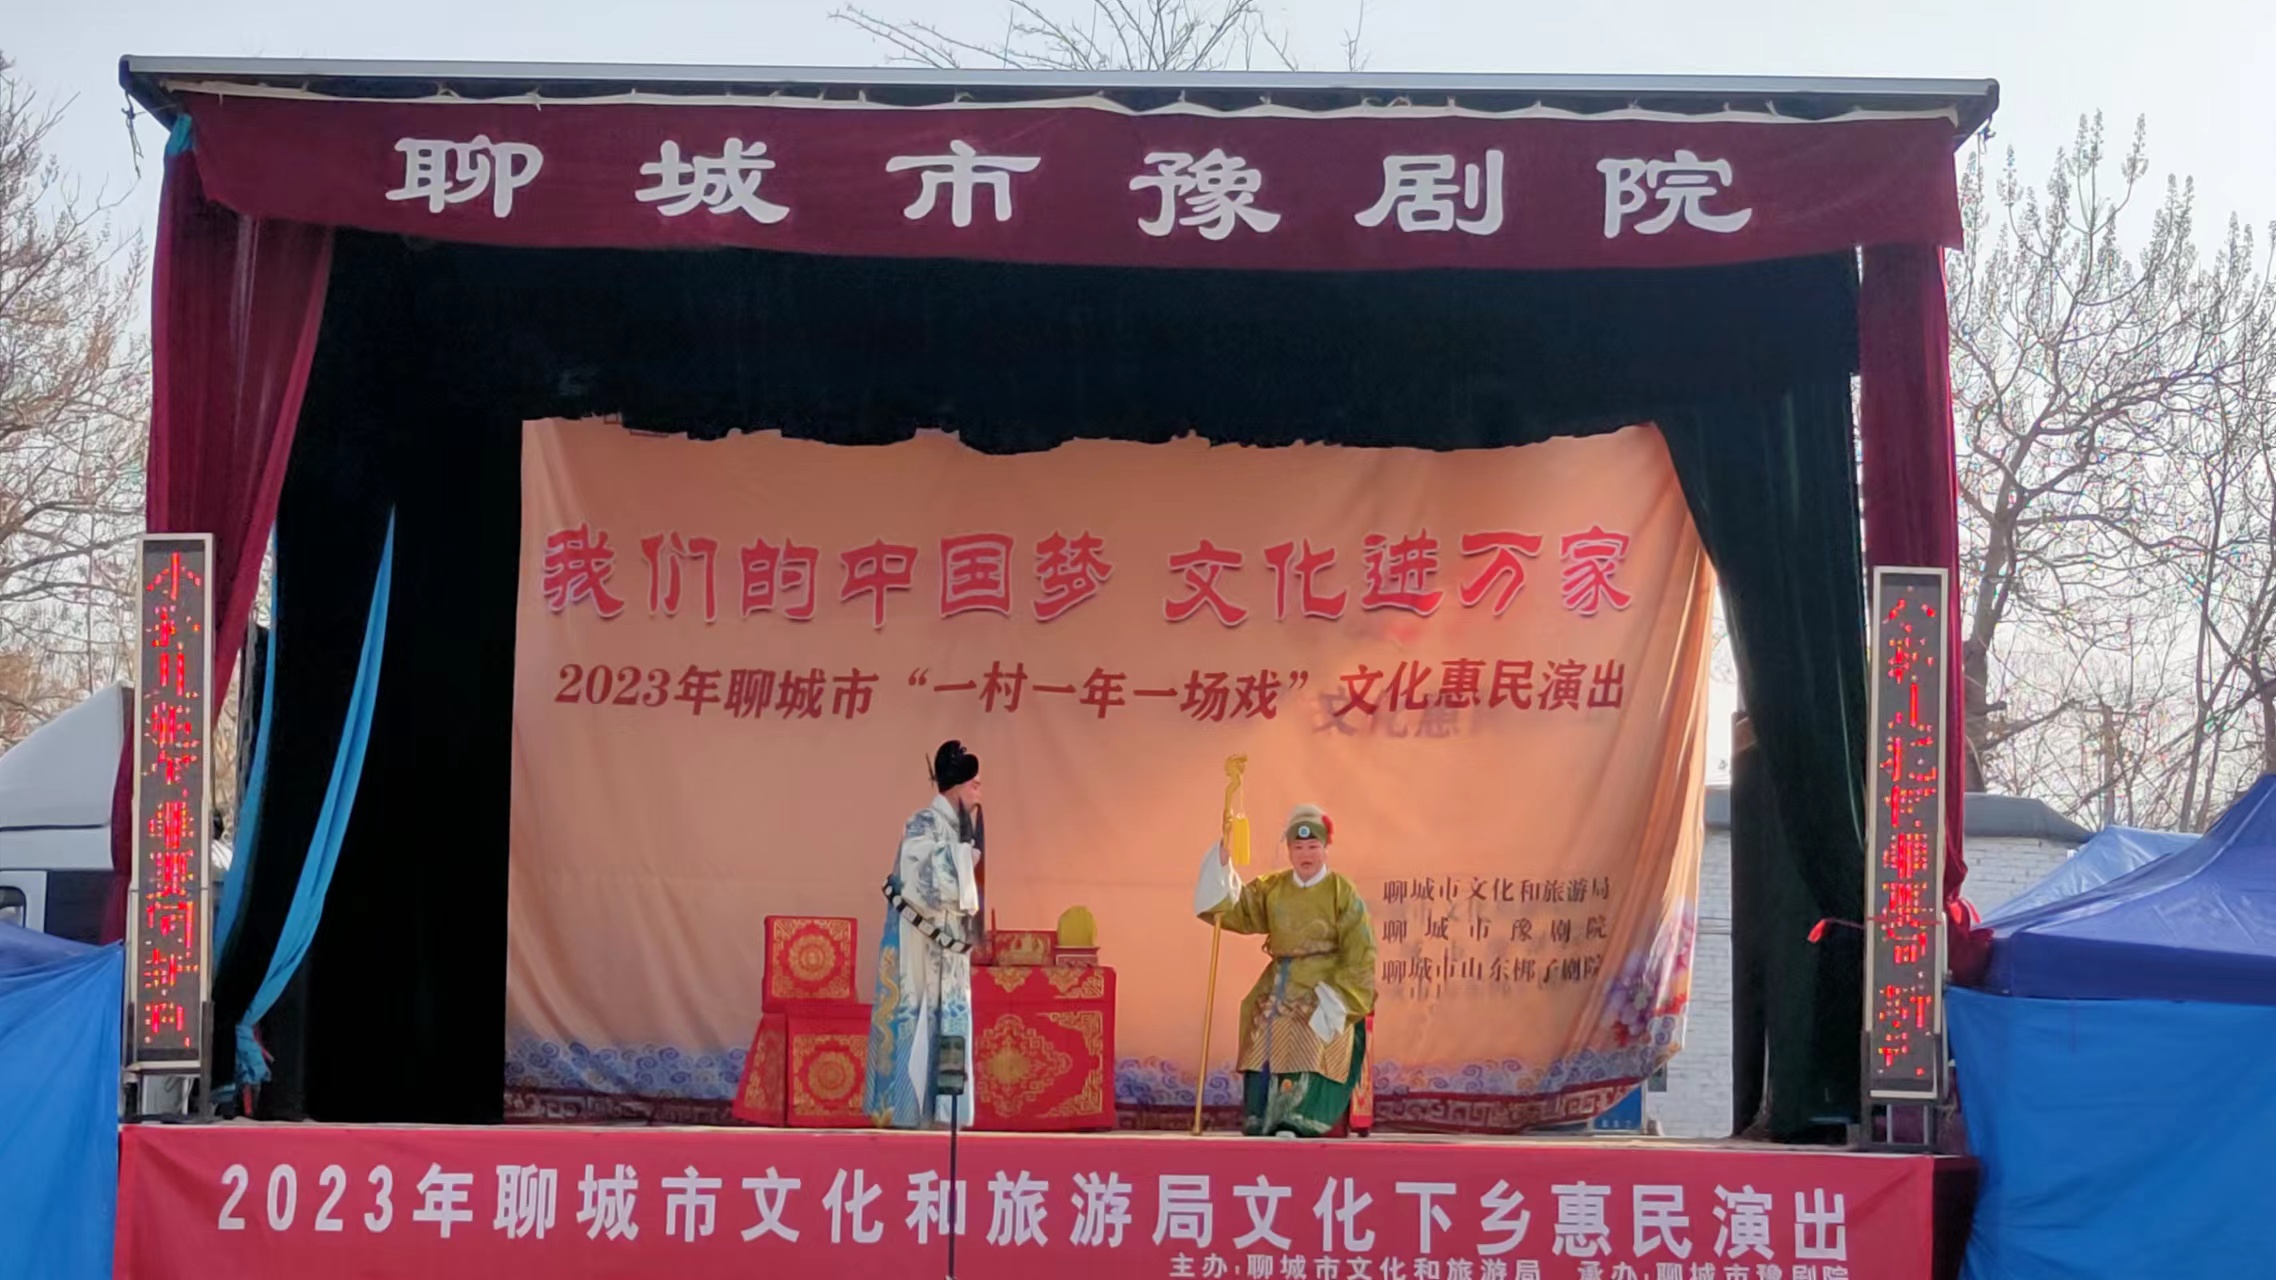 聊城市豫剧院
我们的中国梦 文化进万家
2023年聊城市“一村一年一场戏”文化惠民演出
聊城市文化和旅游局
聊城市豫剧院
聊城市山东梆子剧院
2023年聊城市文化和旅游局文化下乡惠民演出
主办:聊城市文化和旅游局 承办:聊城市豫剧院